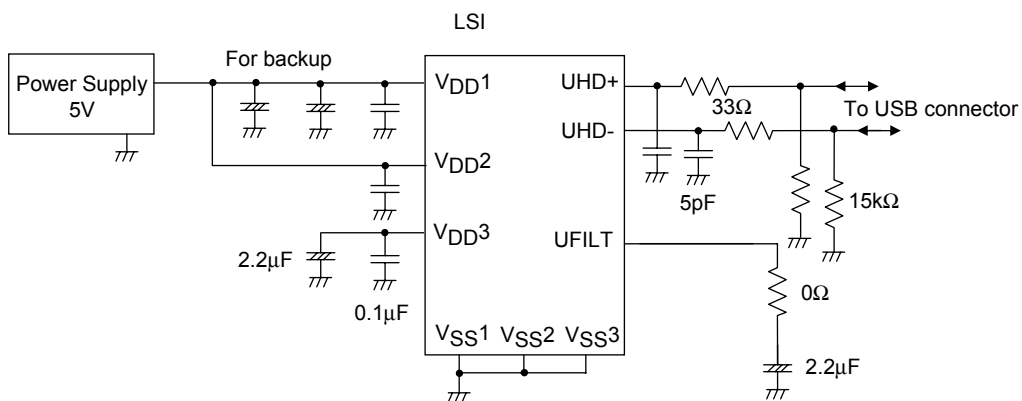 LSI
Power Supply
5V
For backup
VDD1
VDD2
VDD3
2.2μF
0.1μF
VSS1
VSS2
VSS3
UHD+
UHD-
UFILT
33Ω
To USB connector
5pF
15kΩ
0Ω
2.2μF